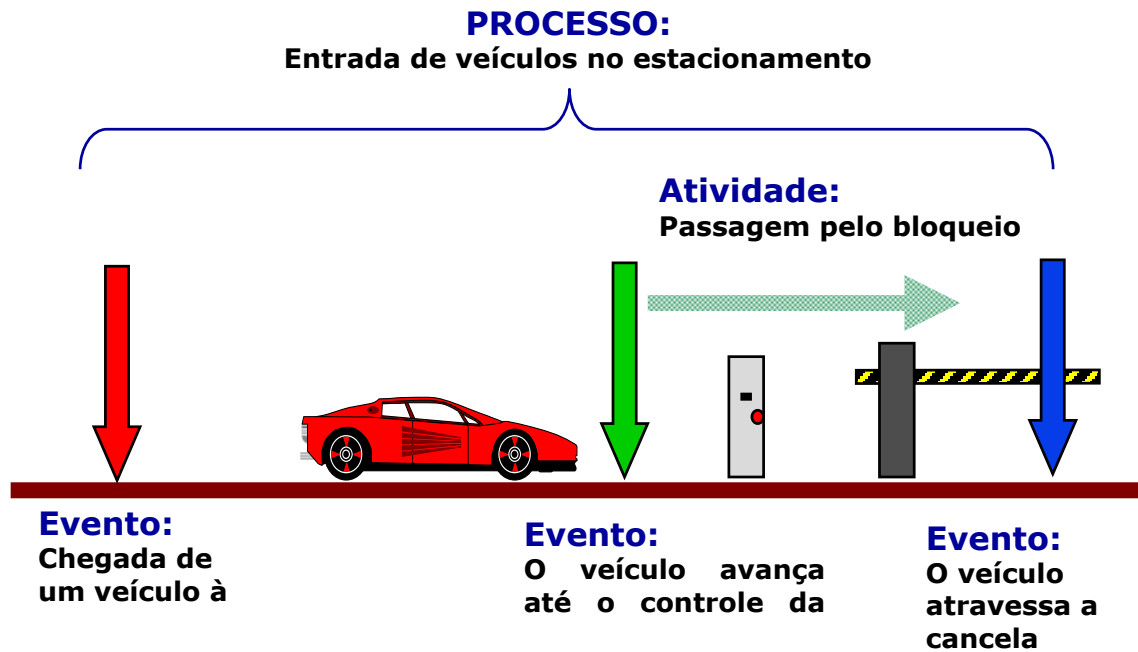 PROCESSO:
Entrada de veículos no estacionamento
Atividade:
Passagem pelo bloqueio
Evento:
Chegada de
um veículo à
Evento:
O veículo avança
até o controle da
Evento:
O veículo
atravessa a
cancela